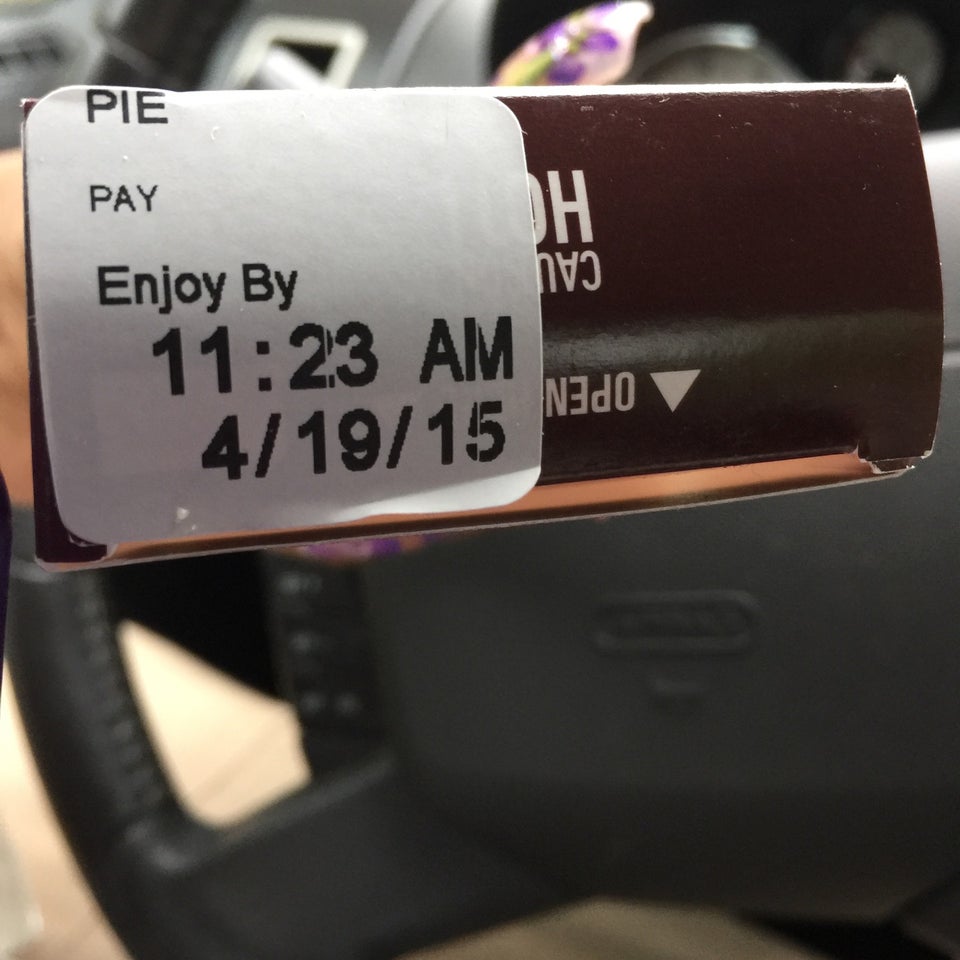 PIE
PAY
Enjoy By
11:23 AM
4/19/15
OPEN